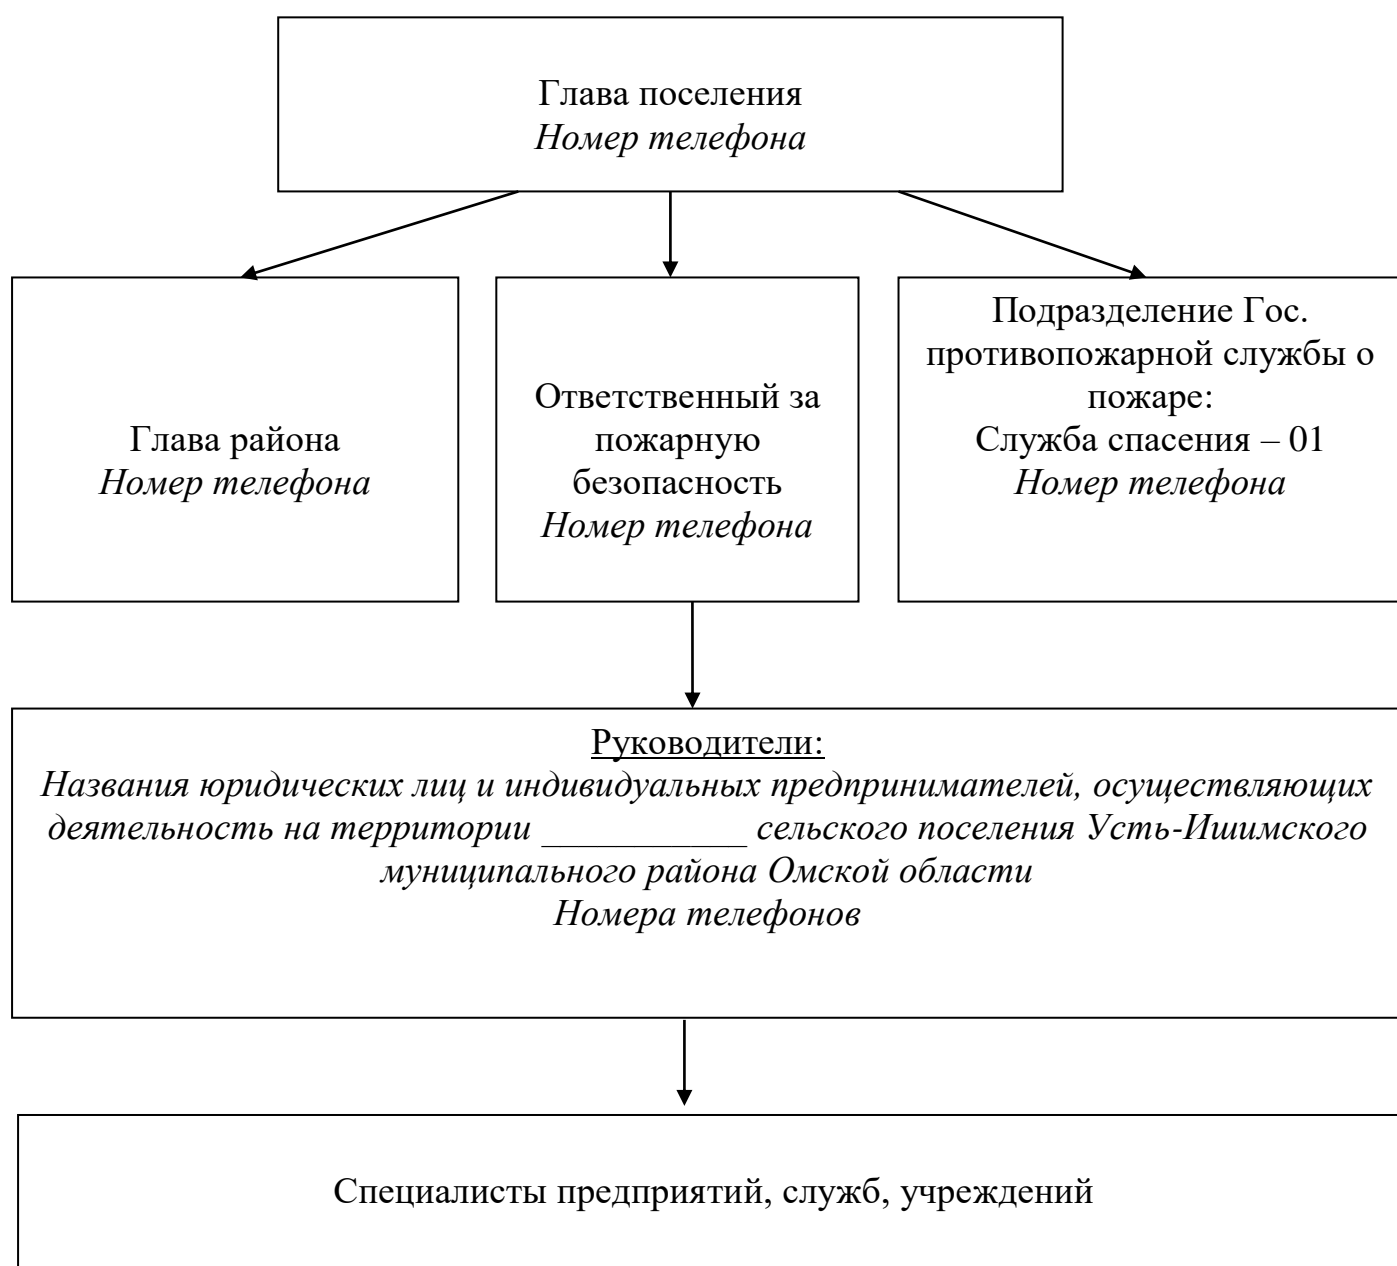 Глава поселения
Номер телефона
Глава района
Номер телефона
Ответственный за
пожарную
безопасность
Номер телефона
Подразделение Гос.
противопожарной службы о
пожаре:
Служба спасения – 01
Номер телефона
Руководители:
Названия юридических лиц и индивидуальных предпринимателей, осуществляющих
деятельность на территории ___________ сельского поселения Усть-Ишимского
муниципального района Омской области
Номера телефонов
Специалисты предприятий, служб, учреждений